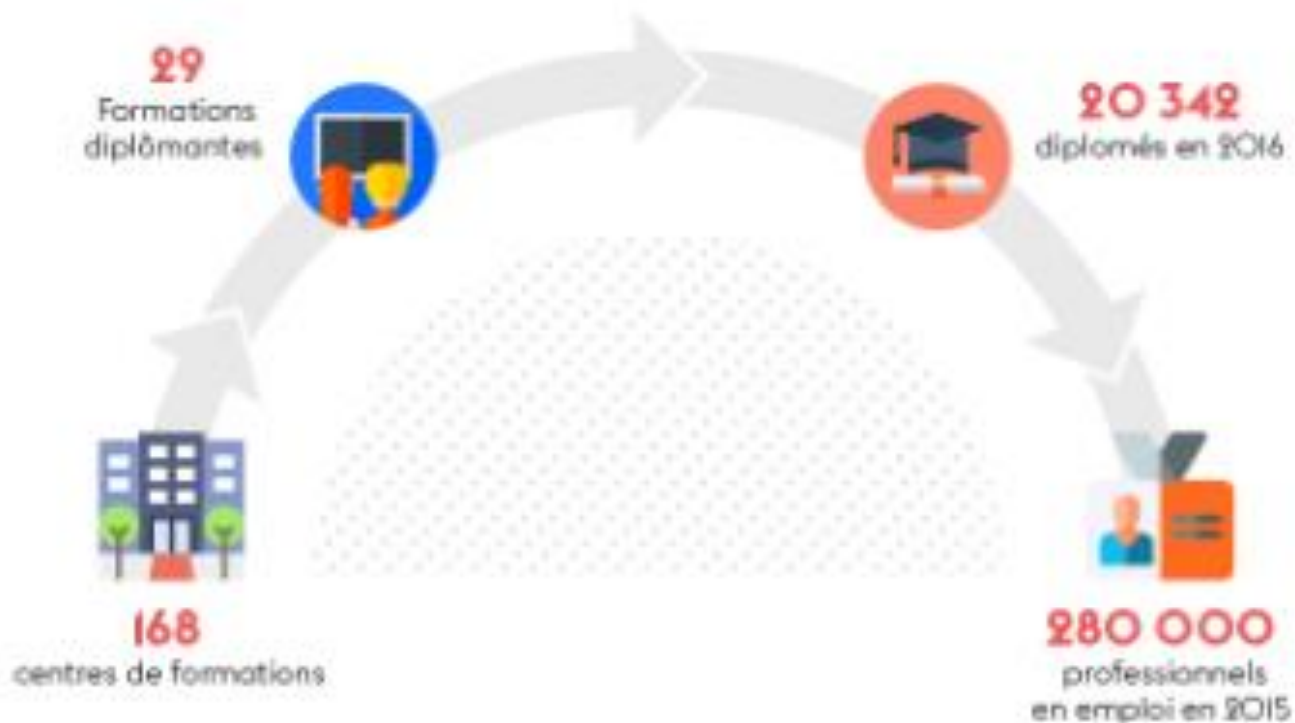 29
Formations
diplômantes
20 342
diplomés en 2016
168
centres de formations
280 000
professionnels
en emploi en 2015